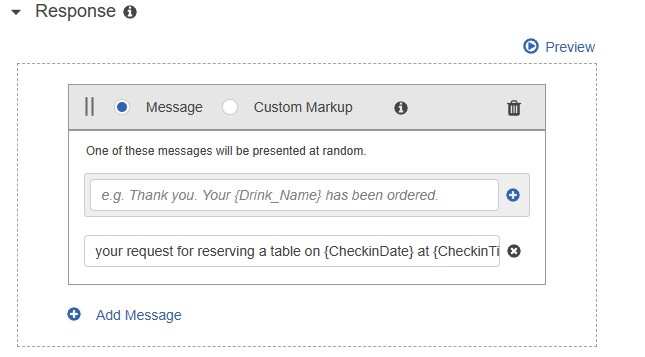 Response
Preview
Message Custom Markup
One of these messages will be presented at random.
e.g. Thank you. Your {Drink_Name} has been ordered.
your request for reserving a table on {CheckinDate} at {CheckinTi
Add Message